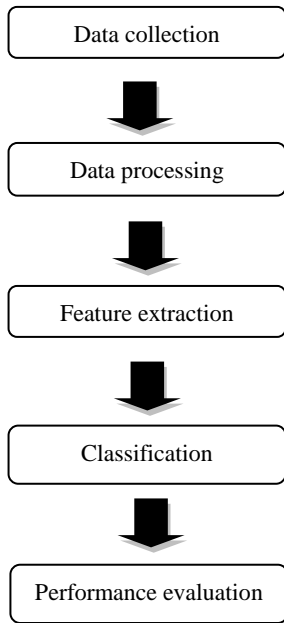 Data collection
Data processing
Feature extraction
Classification
Performance evaluation